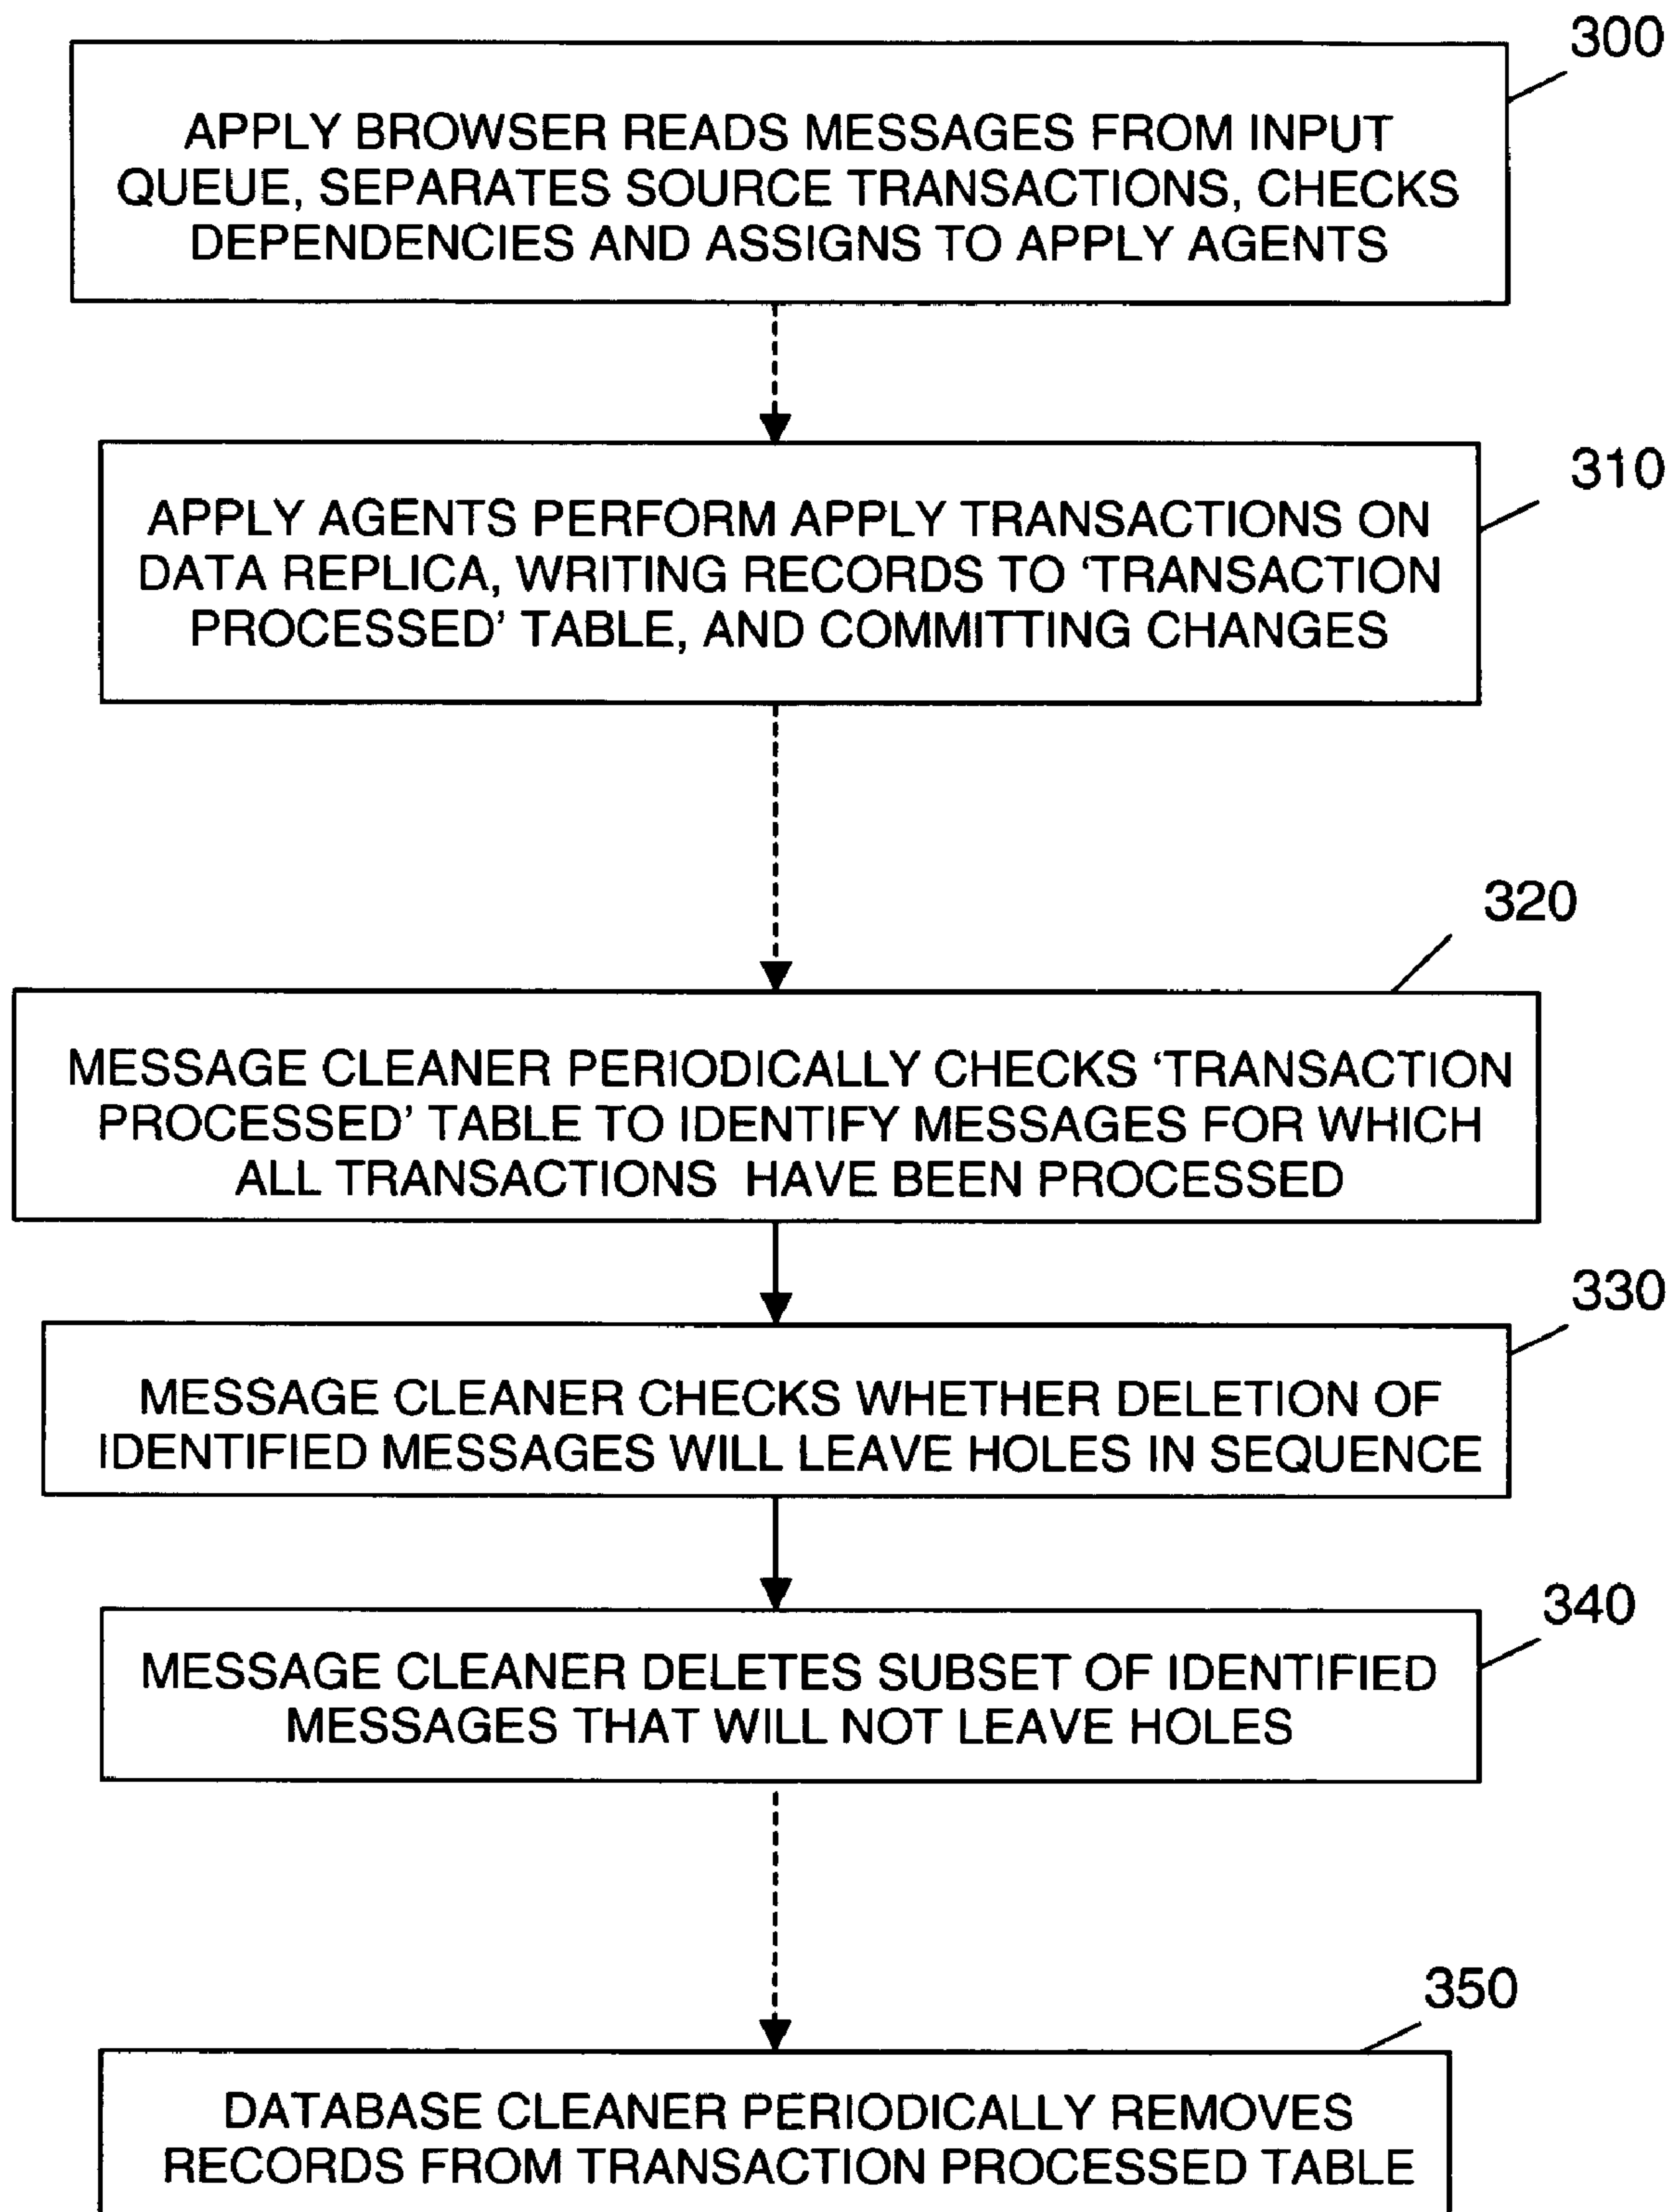 300
APPLY BROWSER READS MESSAGES FROM INPUT
QUEUE, SEPARATES SOURCE TRANSACTIONS, CHECKS
DEPENDENCIES AND ASSIGNS TO APPLY AGENTS
310
APPLY AGENTS PERFORM APPLY TRANSACTIONS ON
DATA REPLICA, WRITING RECORDS TO ‘TRANSACTION
PROCESSED’ TABLE, AND COMMITTING CHANGES
320
MESSAGE CLEANER PERIODICALLY CHECKS ‘TRANSACTION
PROCESSED’ TABLE TO IDENTIFY MESSAGES FOR WHICH
ALL TRANSACTIONS HAVE BEEN PROCESSED
330
MESSAGE CLEANER CHECKS WHETHER DELETION OF
IDENTIFIED MESSAGES WILL LEAVE HOLES IN SEQUENCE
340
MESSAGE CLEANER DELETES SUBSET OF IDENTIFIED
MESSAGES THAT WILL NOT LEAVE HOLES
350
DATABASE CLEANER PERIODICALLY REMOVES
RECORDS FROM TRANSACTION PROCESSED TABLE